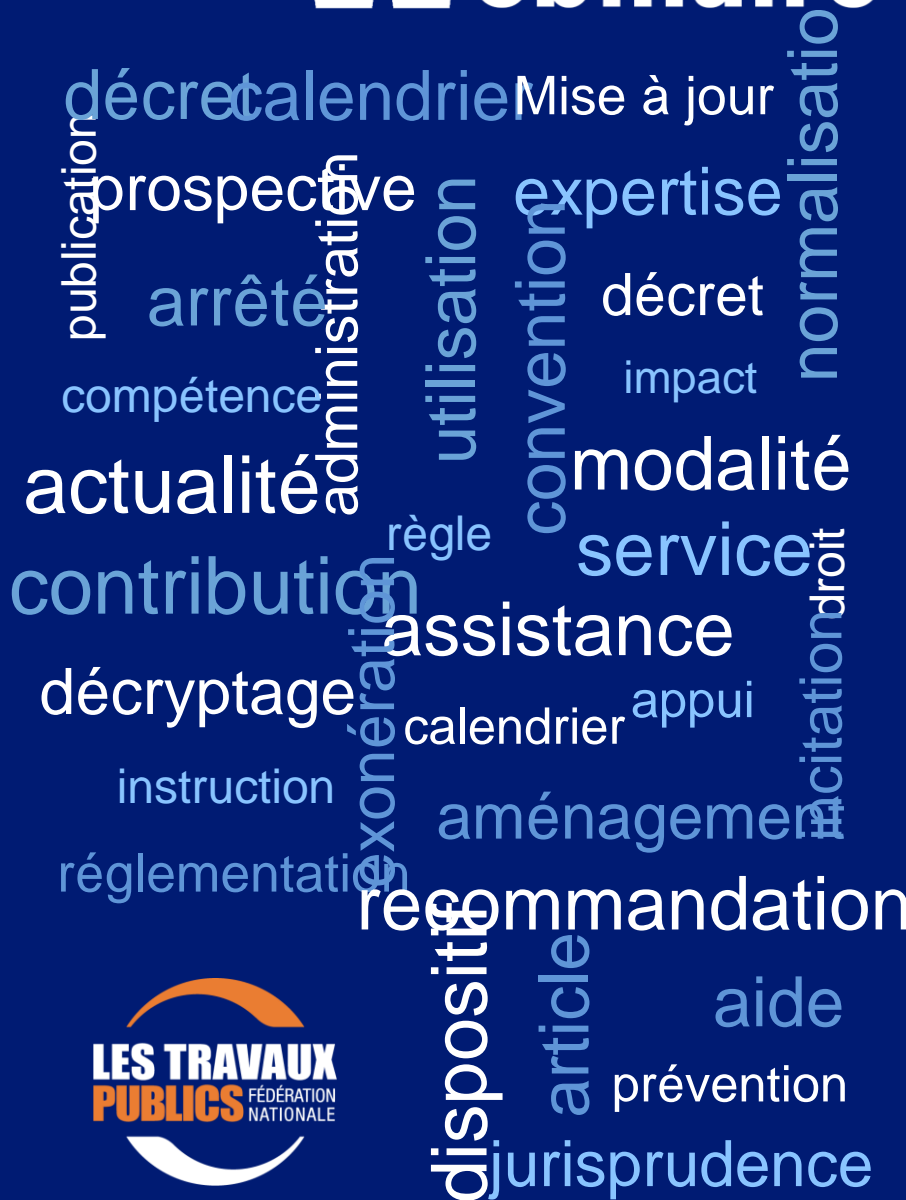 ebinaire
décret
calendrier
Mise à jour
normalisatio
publication
prospective
administration
utilisation
expertise
convention
arrêté
décret
compétence
impact
actualité
modalité
règle
service
droit
contribution
exonération
assistance
décryptage
appui
calendrier
incitation
instruction
aménagement
réglementation
recommandation
dispositif
article
aide
LES TRAVAUX
PUBLICS FÉDÉRATION
NATIONALE
prévention
jurisprudence